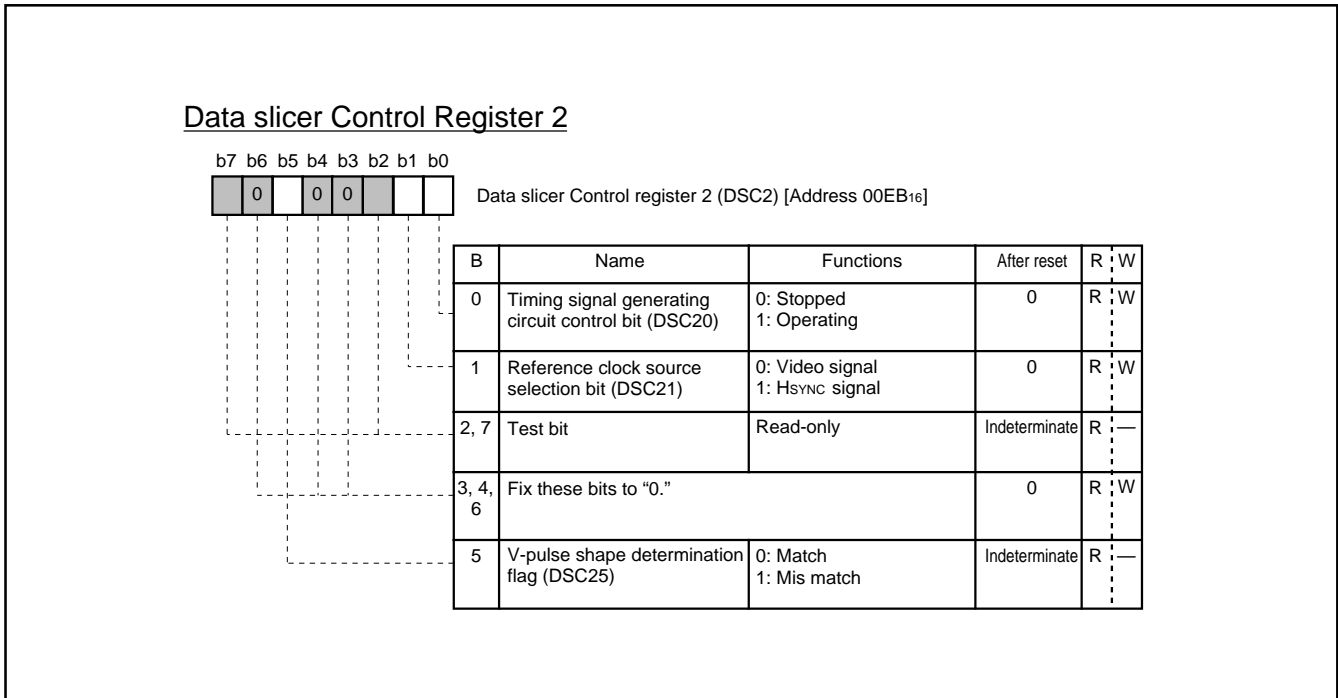 Data slicer Control Register 2
b7 b6 b5 b4 b3 b2 b1 b0
0 0 0
Data slicer Control register 2 (DSC2) [Address 00EB16]
B Name Functions After reset R W
0 Timing signal generating circuit control bit (DSC20) 0: Stopped 1: Operating 0 R W
1 Reference clock source selection bit (DSC21) 0: Video signal 1: HSYNC signal 0 R W
2, 7 Test bit Read-only Indeterminate R —
3, 4, 6 Fix these bits to “0.” 0 R W
5 V-pulse shape determination flag (DSC25) 0: Match 1: Mis match Indeterminate R —